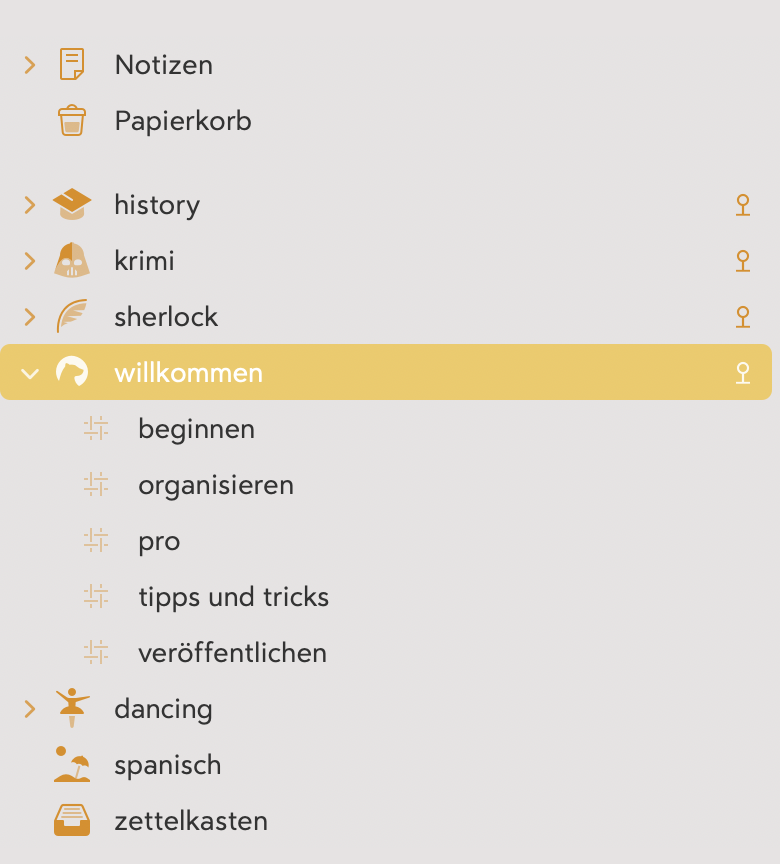 Notizen
Papierkorb
history
krimi
sherlock
willkommen
beginnen
organisieren
pro
tipps und tricks
veröffentlichen
dancing
spanisch
zettelkasten